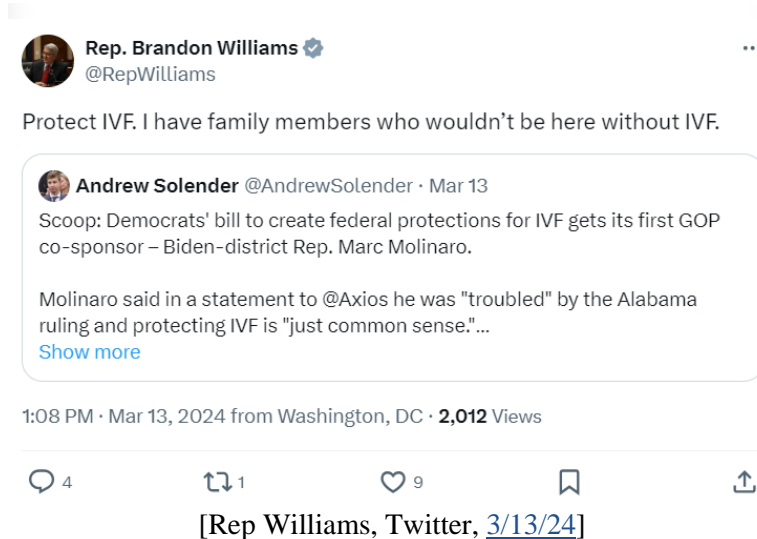 Rep. Brandon Williams
@RepWilliams
Protect IVF. I have family members who wouldn’t be here without IVF.
Andrew Solender @AndrewSolender · Mar 13
Scoop: Democrats' bill to create federal protections for IVF gets its first GOP
co-sponsor – Biden-district Rep. Marc Molinaro.
Molinaro said in a statement to @Axios he was "troubled" by the Alabama
ruling and protecting IVF is "just common sense."...
Show more
1:08 PM · Mar 13, 2024 from Washington, DC · 2,012 Views
4 1 9
[Rep Williams, Twitter, 3/13/24]